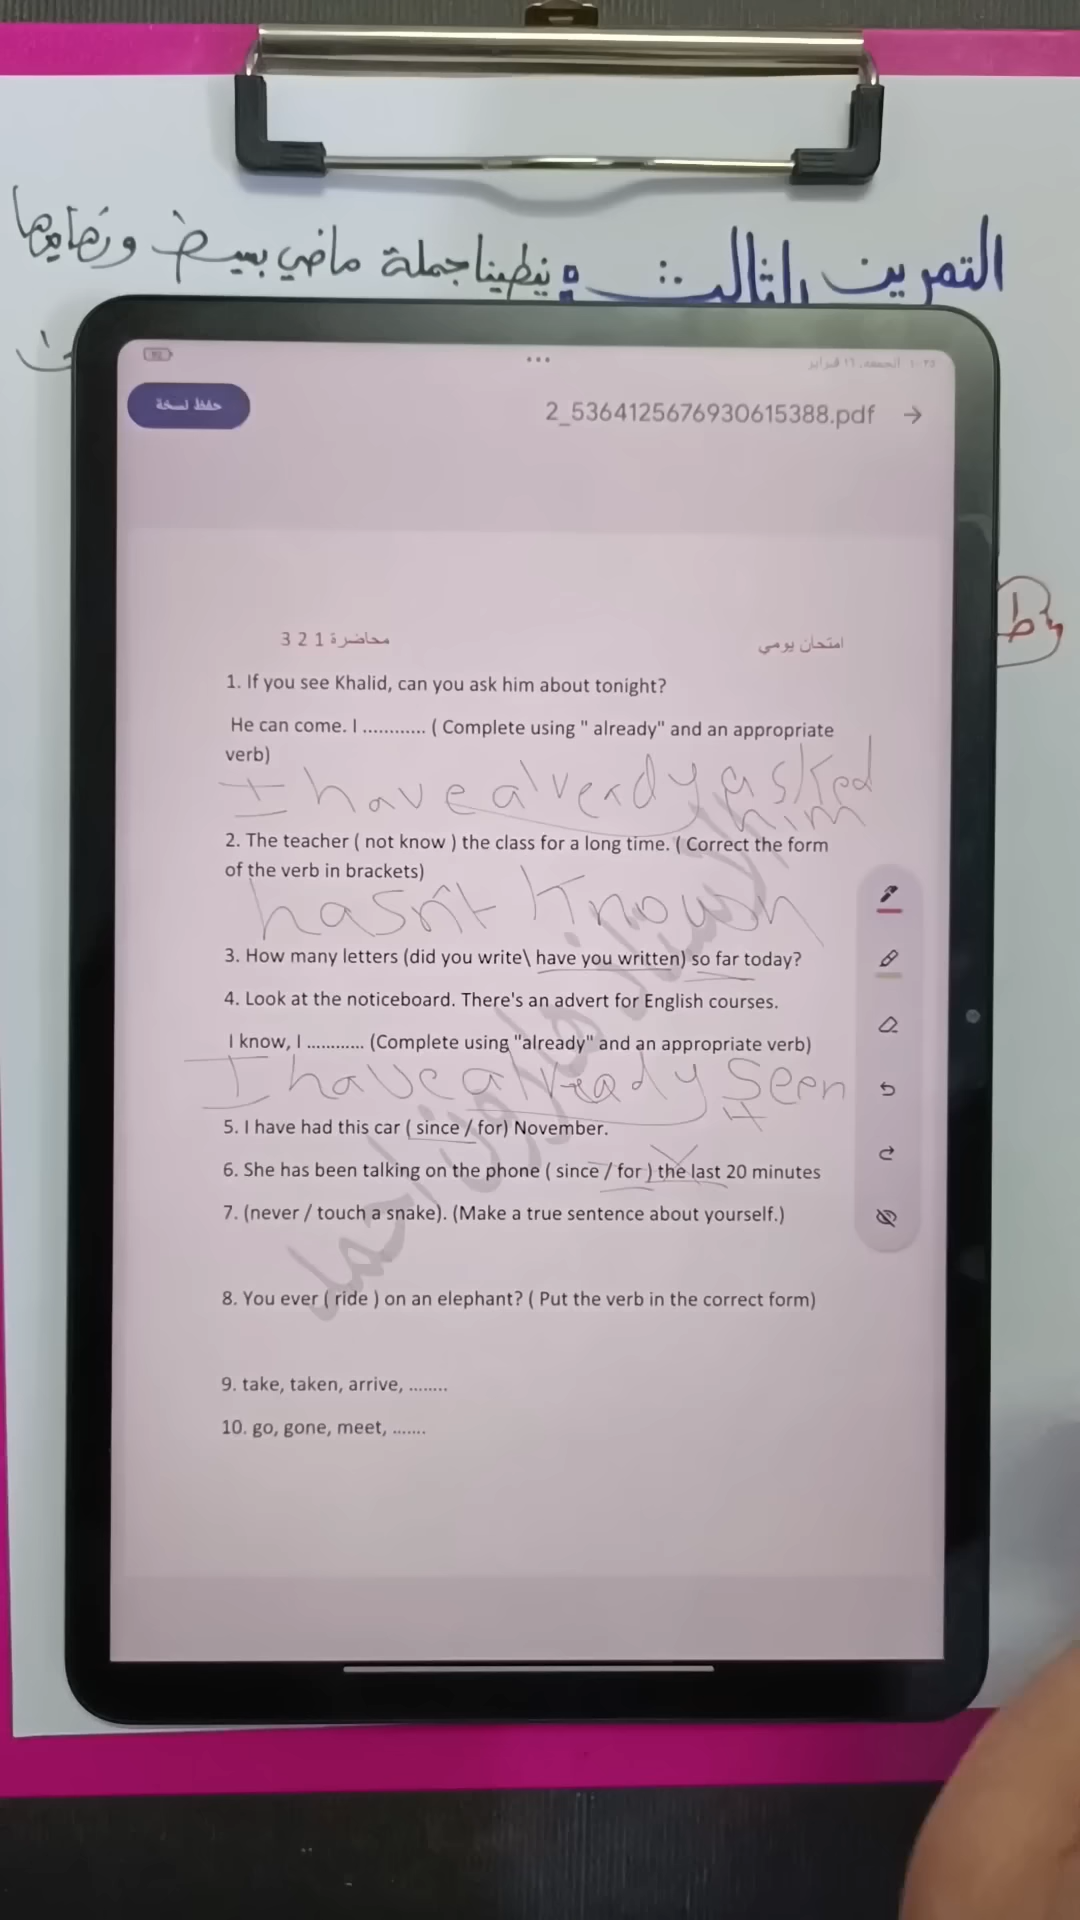 التمرين الثالث : ينطينا جملة ماضي بسيط
١٠:٣٥ الجمعة، ١٦ فبراير
حفظ نسخة
2_5364125676930615388.pdf
امتحان يومي
محاضرة 1 2 3
1. If you see Khalid, can you ask him about tonight?
He can come. I ............ ( Complete using " already" and an appropriate
verb)
I have already asked
him
2. The teacher ( not know ) the class for a long time. ( Correct the form
of the verb in brackets)
hasn't known
3. How many letters (did you write\ have you written) so far today?
4. Look at the noticeboard. There's an advert for English courses.
I know, I ............ (Complete using "already" and an appropriate verb)
I have already seen
it
5. I have had this car ( since / for) November.
6. She has been talking on the phone ( since / for ) the last 20 minutes
7. (never / touch a snake). (Make a true sentence about yourself.)
8. You ever ( ride ) on an elephant? ( Put the verb in the correct form)
9. take, taken, arrive, ........
10. go, gone, meet, .......